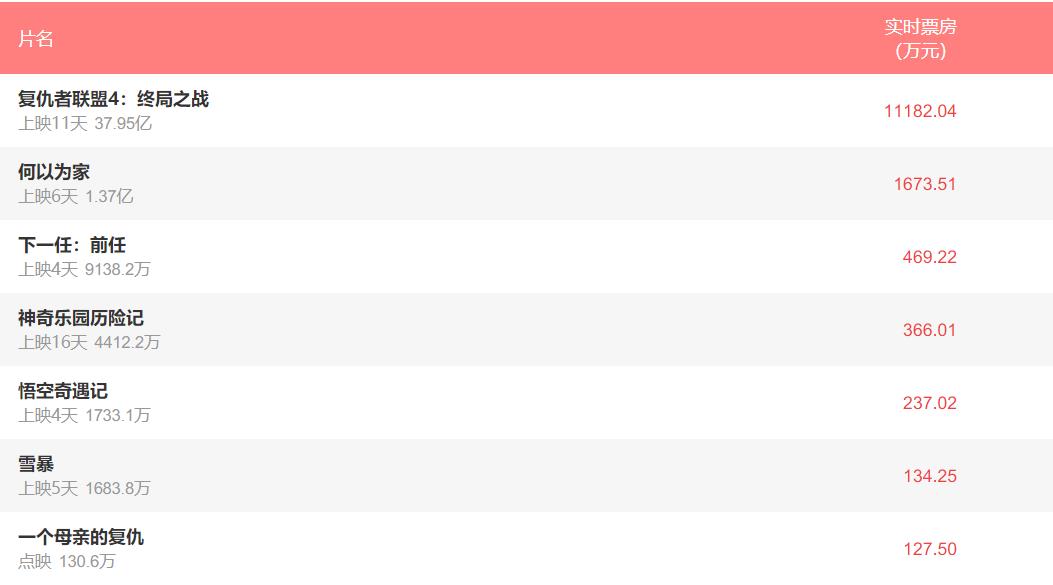 片名
实时票房
(万元)
复仇者联盟4：终局之战
11182.04
上映11天 37.95亿
何以为家
1673.51
上映6天 1.37亿
下一任：前任
469.22
上映4天 9138.2万
神奇乐园历险记
366.01
上映16天 4412.2万
悟空奇遇记
237.02
上映4天 1733.1万
雪暴
134.25
上映5天 1683.8万
一个母亲的复仇
127.50
点映 130.6万